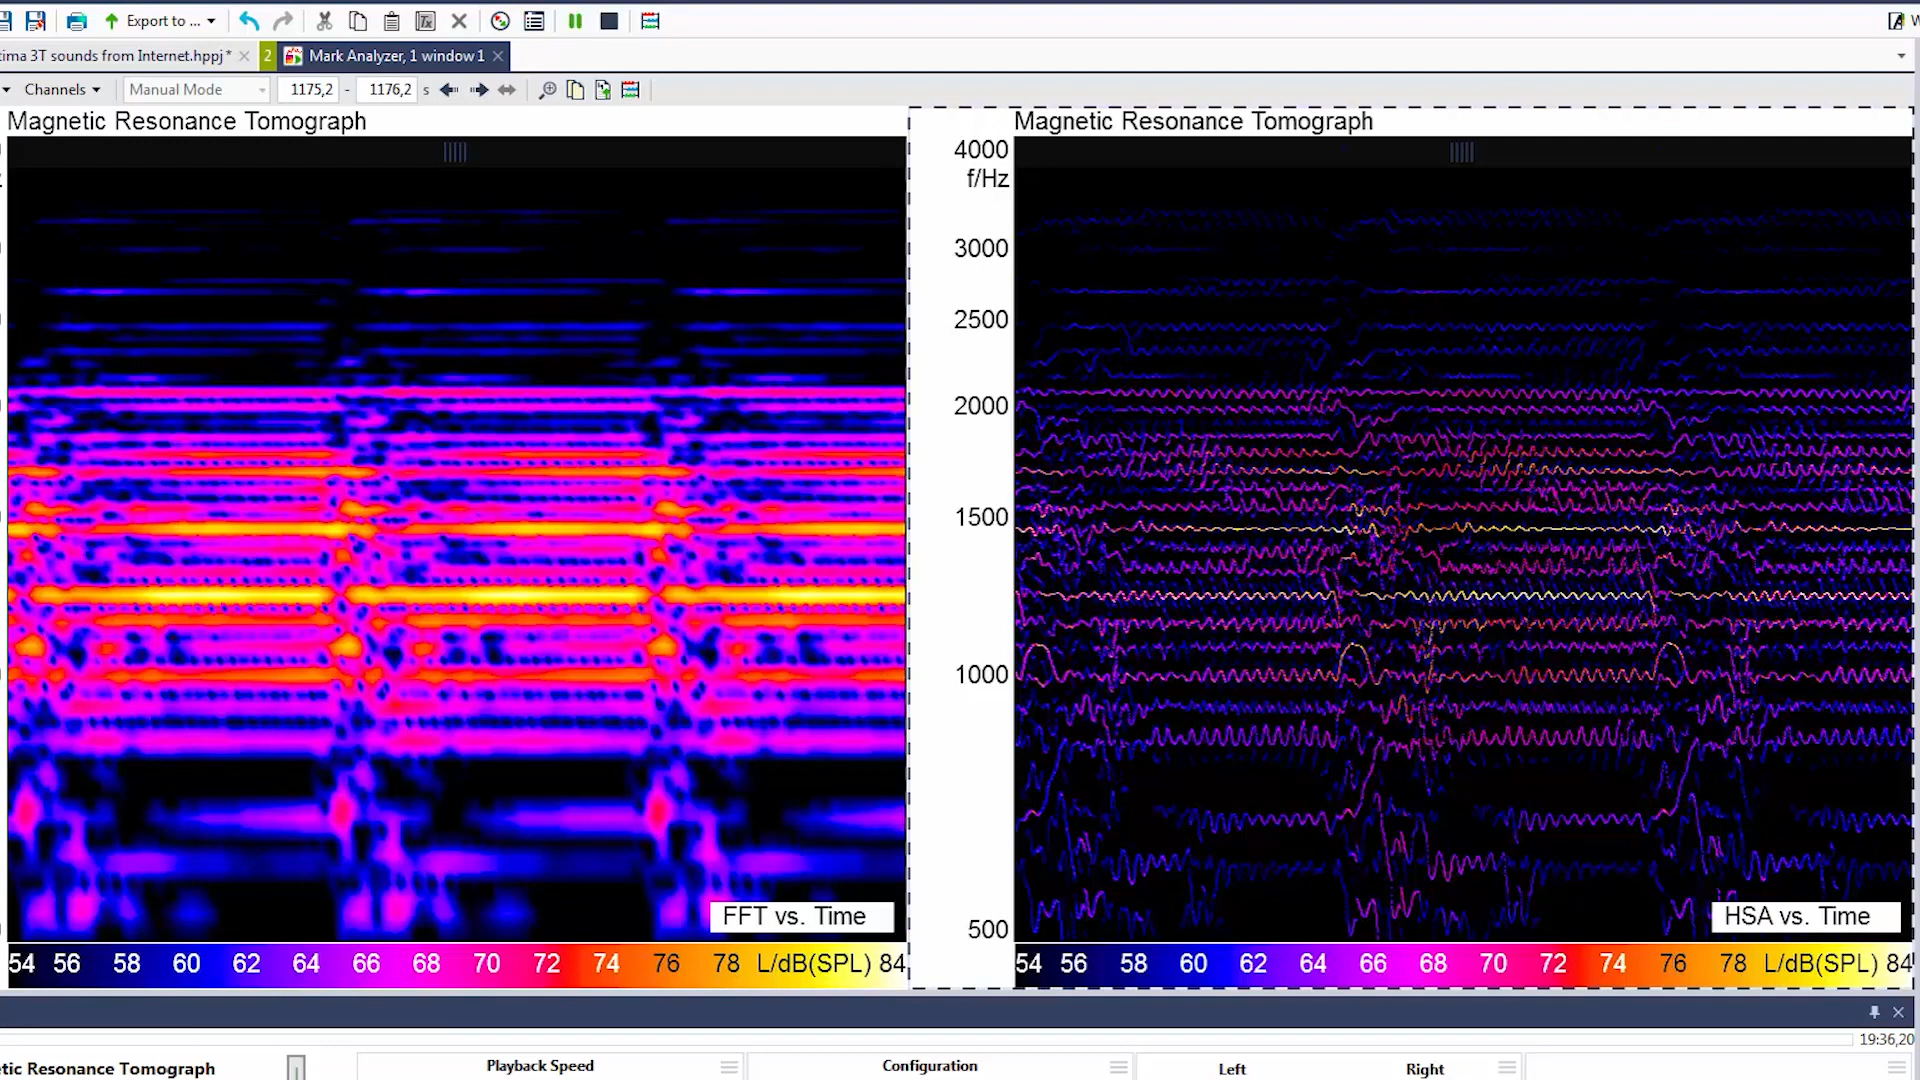 Export to ...
tima 3T sounds from Internet.hppj *
2
Mark Analyzer, 1 window 1
Channels
Manual Mode
1175,2 - 1176,2 s
Magnetic Resonance Tomograph
FFT vs. Time
54 56 58 60 62 64 66 68 70 72 74 76 78 L/dB(SPL) 84
Magnetic Resonance Tomograph
4000
f/Hz
3000
2500
2000
1500
1000
500
HSA vs. Time
54 56 58 60 62 64 66 68 70 72 74 76 78 L/dB(SPL) 84
19:36,20
tic Resonance Tomograph
Playback Speed
Configuration
Left
Right